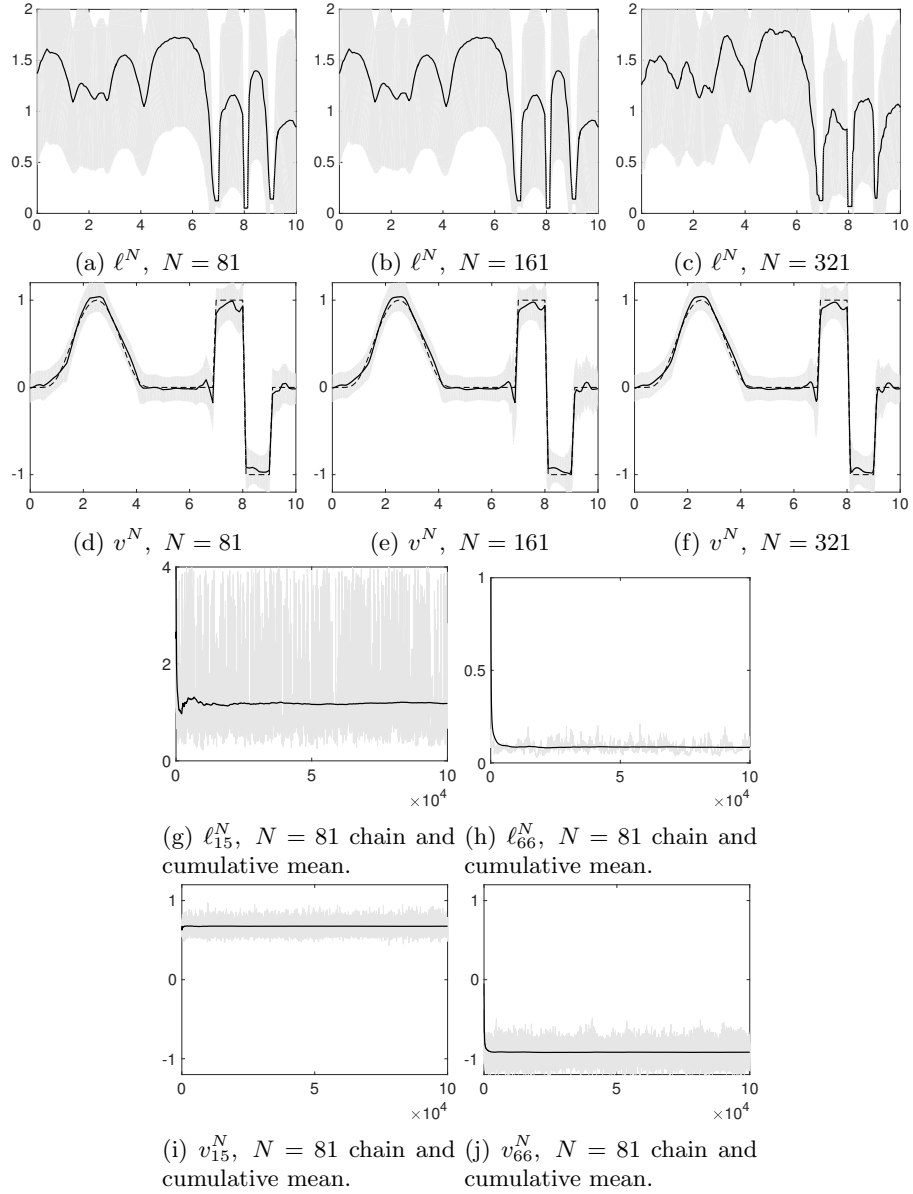 2
1.5
1
0.5
0
0 2 4 6 8 10
2
1.5
1
0.5
0
0 2 4 6 8 10
2
1.5
1
0.5
0
0 2 4 6 8 10
(a) ℓ^N, N = 81
(b) ℓ^N, N = 161
(c) ℓ^N, N = 321
1
0
-1
0 2 4 6 8 10
1
0
-1
0 2 4 6 8 10
1
0
-1
0 2 4 6 8 10
(d) v^N, N = 81
(e) v^N, N = 161
(f) v^N, N = 321
4
2
0
0 5 10
×10^4
1
0.5
0
0 5 10
×10^4
(g) ℓ^N_15, N = 81 chain and
cumulative mean.
(h) ℓ^N_66, N = 81 chain and
cumulative mean.
1
0
-1
0 5 10
×10^4
1
0
-1
0 5 10
×10^4
(i) v^N_15, N = 81 chain and
cumulative mean.
(j) v^N_66, N = 81 chain and
cumulative mean.